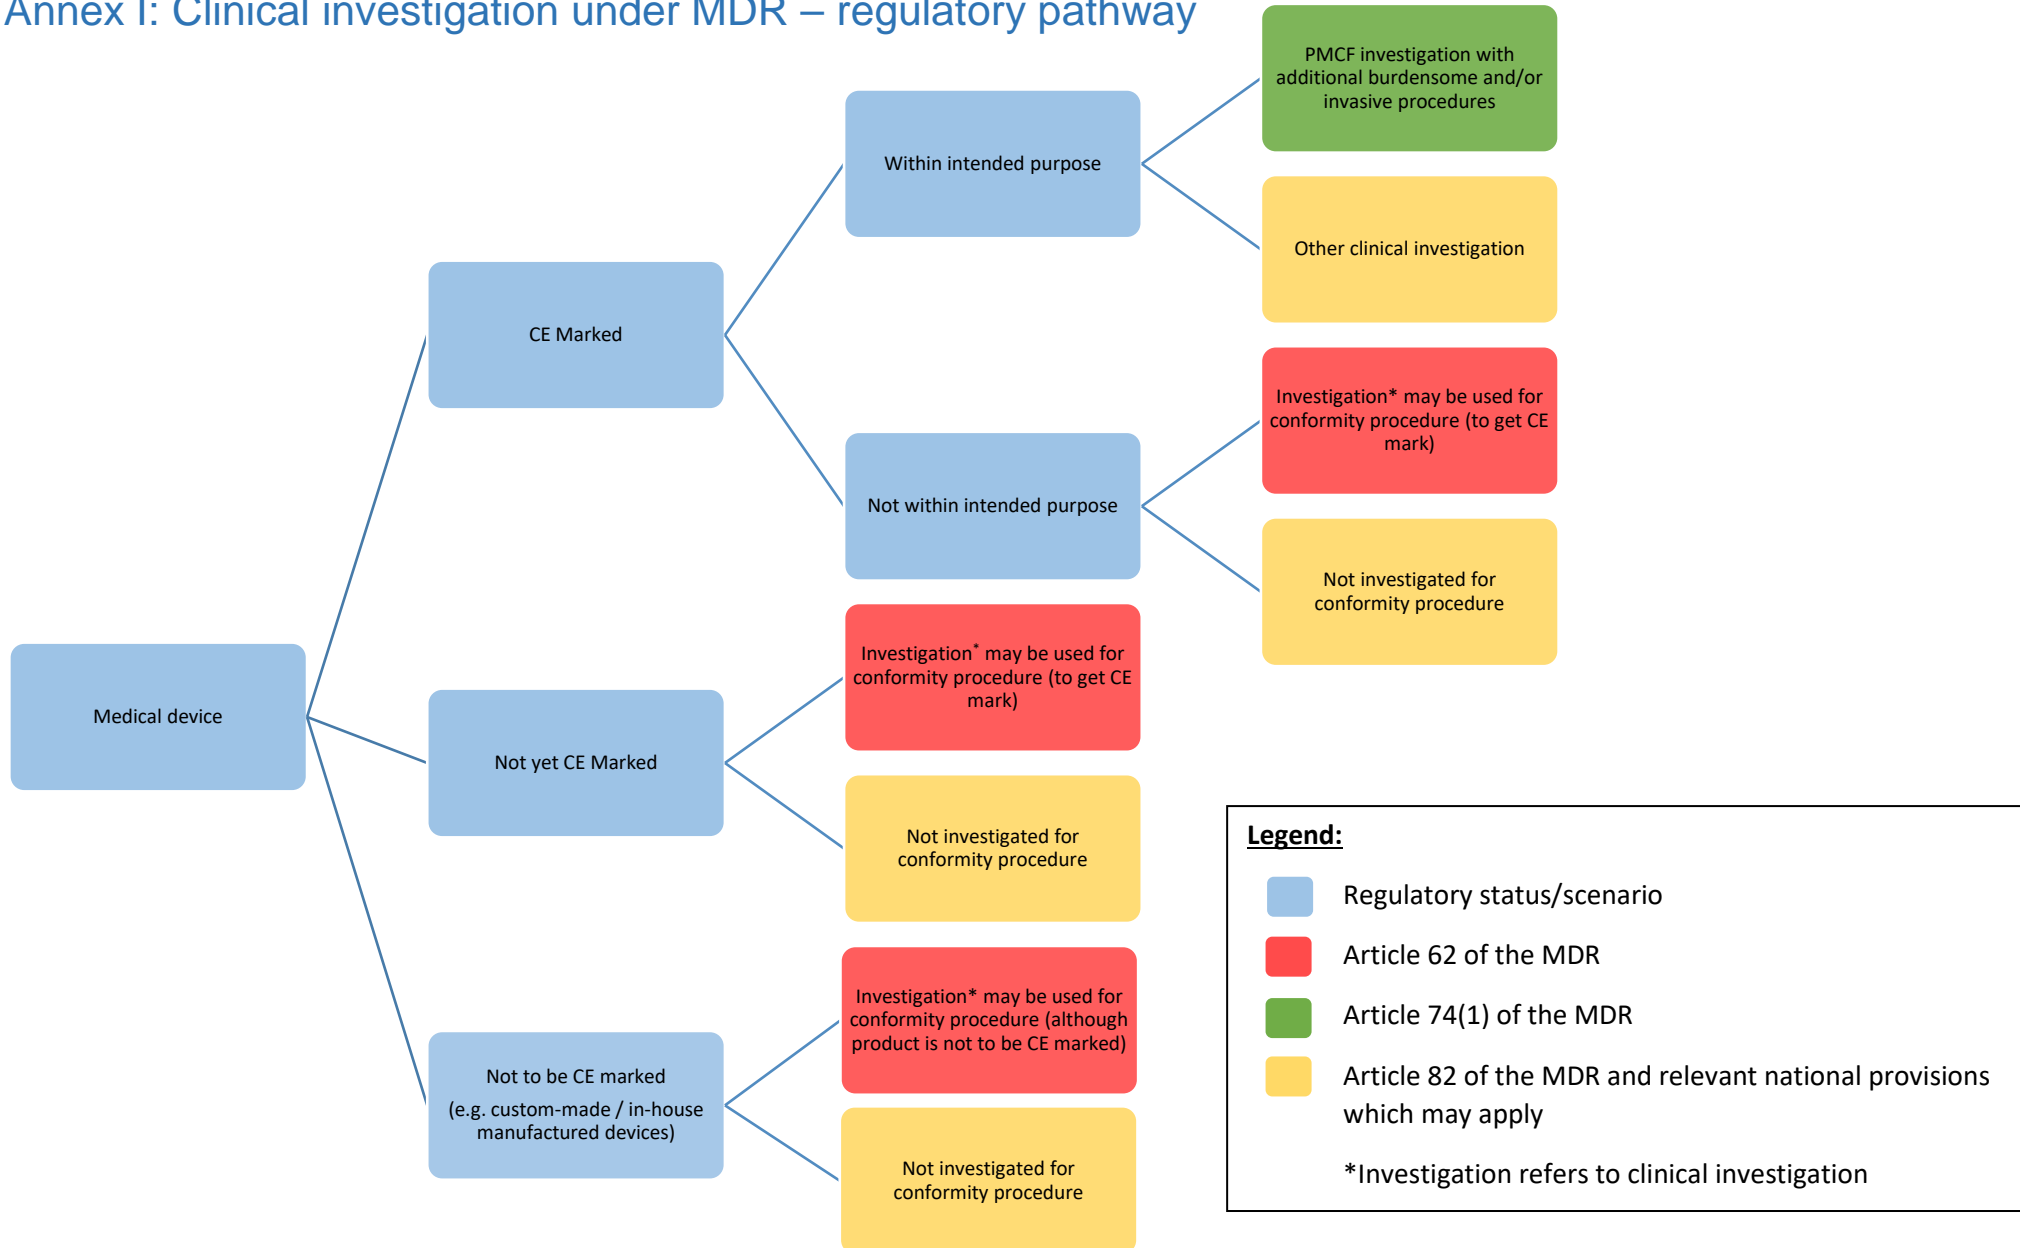 Annex I: Clinical investigation under MDR – regulatory pathway
PMCF investigation with
additional burdensome and/or
invasive procedures
Within intended purpose
Other clinical investigation
CE Marked
Investigation* may be used for
conformity procedure (to get CE
mark)
Not within intended purpose
Not investigated for
conformity procedure
Medical device
Investigation* may be used for
conformity procedure (to get CE
mark)
Not yet CE Marked
Not investigated for
conformity procedure
Investigation* may be used for
conformity procedure (although
product is not to be CE marked)
Not to be CE marked
(e.g. custom-made / in-house
manufactured devices)
Not investigated for
conformity procedure
Legend:
Regulatory status/scenario
Article 62 of the MDR
Article 74(1) of the MDR
Article 82 of the MDR and relevant national provisions
which may apply
*Investigation refers to clinical investigation